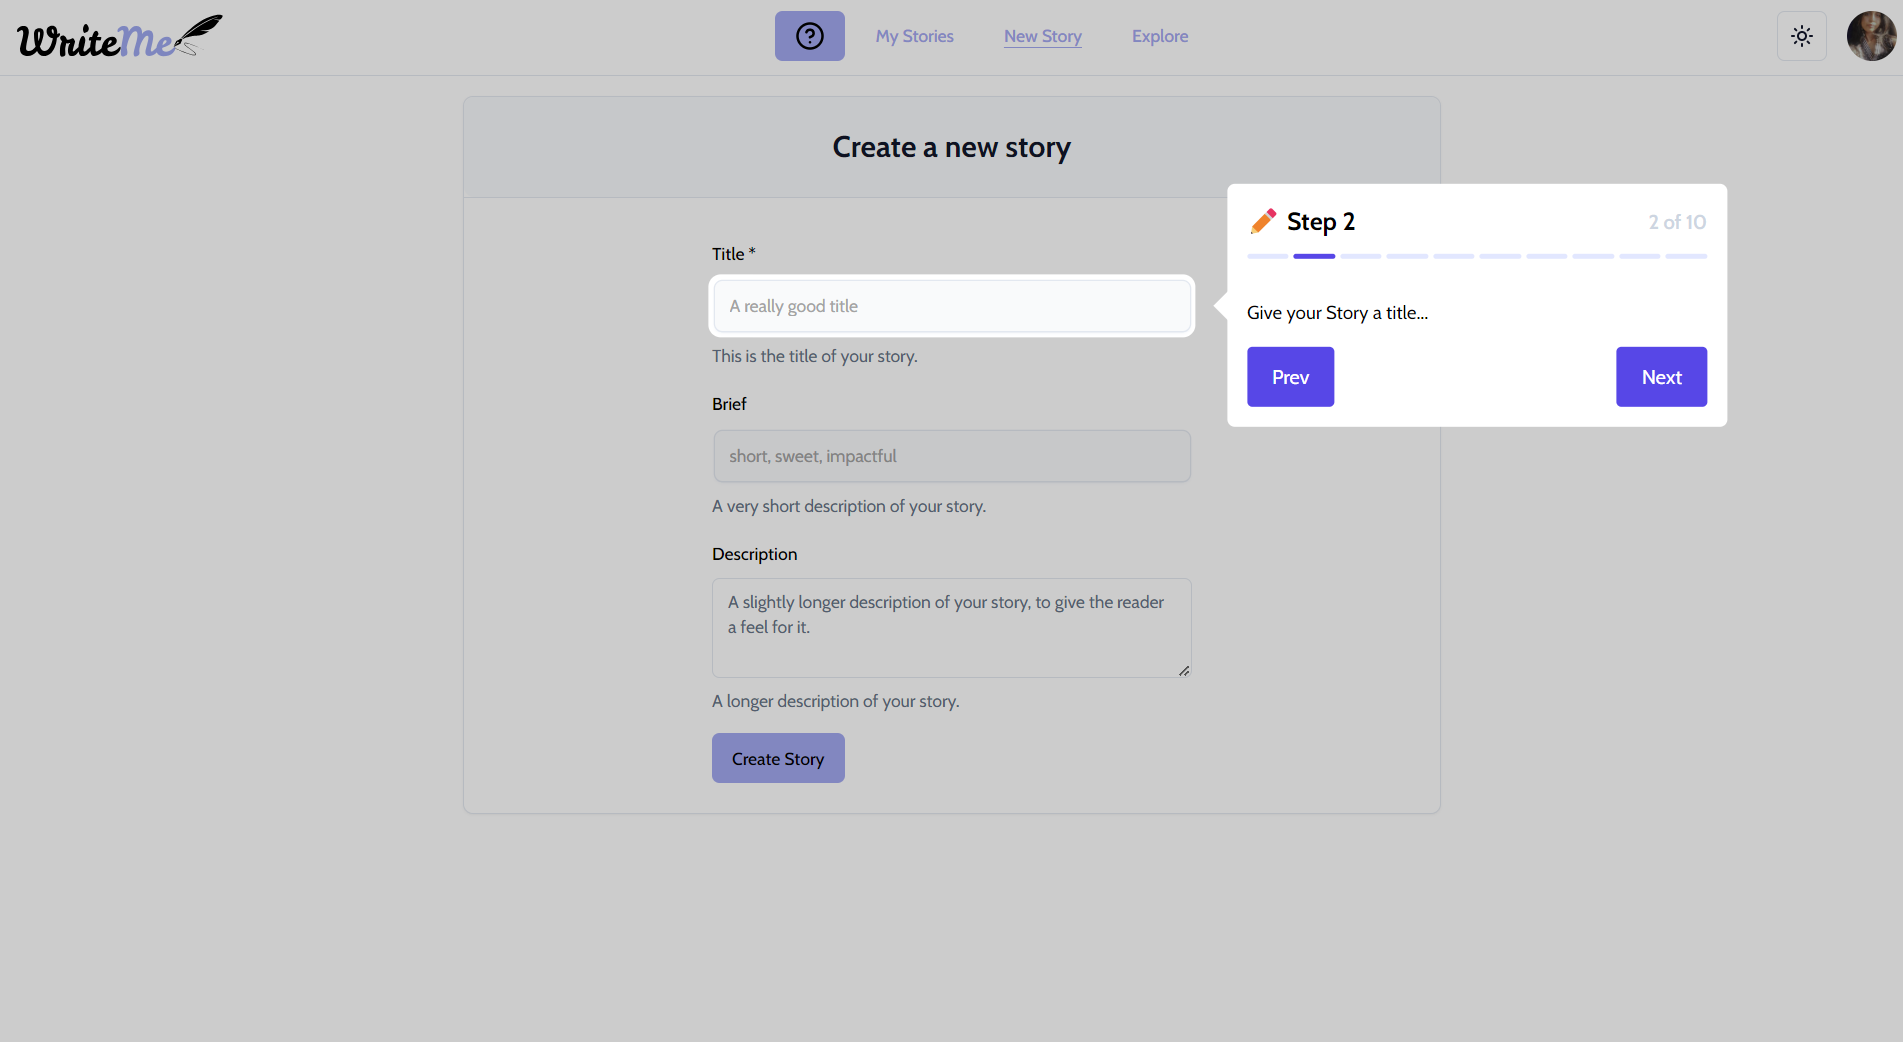 WriteMe
?
My Stories
New Story
Explore
Create a new story
Title *
A really good title
This is the title of your story.
Brief
short, sweet, impactful
A very short description of your story.
Description
A slightly longer description of your story, to give the reader
a feel for it.
A longer description of your story.
Create Story
Step 2
2 of 10
Give your Story a title...
Prev
Next